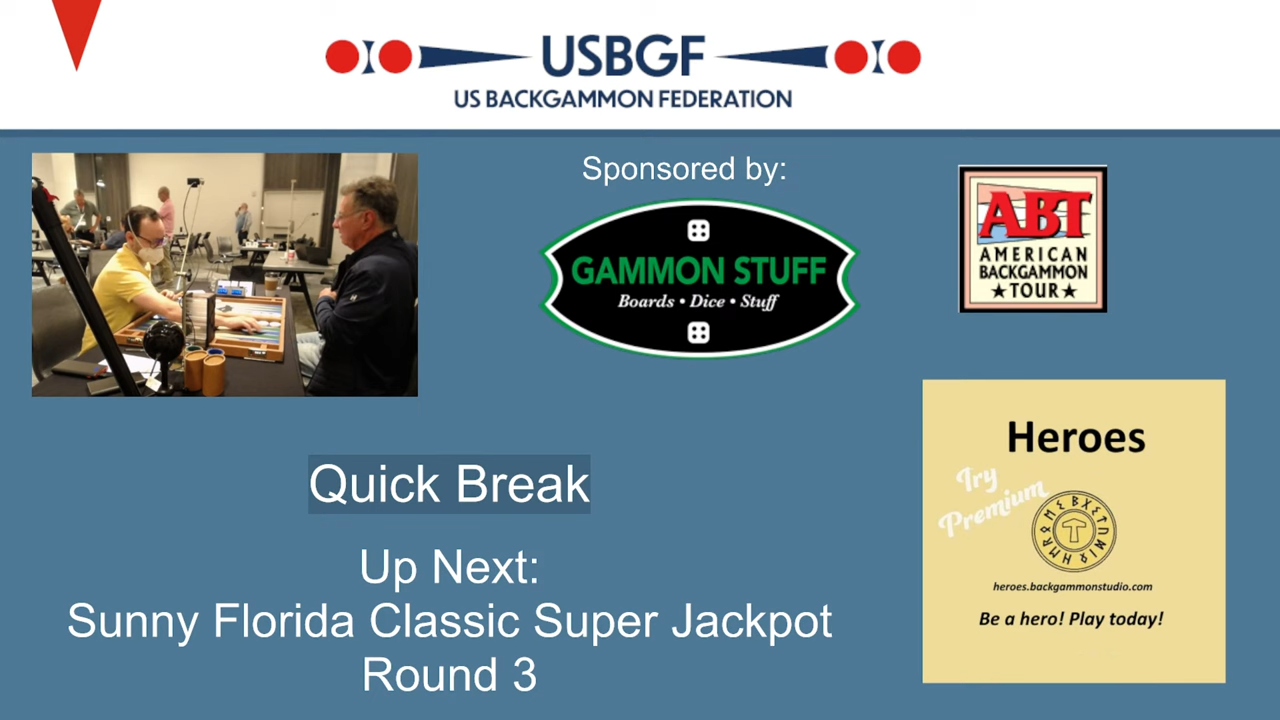 USBGF
US BACKGAMMON FEDERATION
Sponsored by:
GAMMON STUFF
Boards • Dice • Stuff
ABT
AMERICAN
BACKGAMMON
★TOUR★
Heroes
Try
Premium
heroes.backgammonstudio.com
Be a hero! Play today!
Quick Break
Up Next:
Sunny Florida Classic Super Jackpot
Round 3